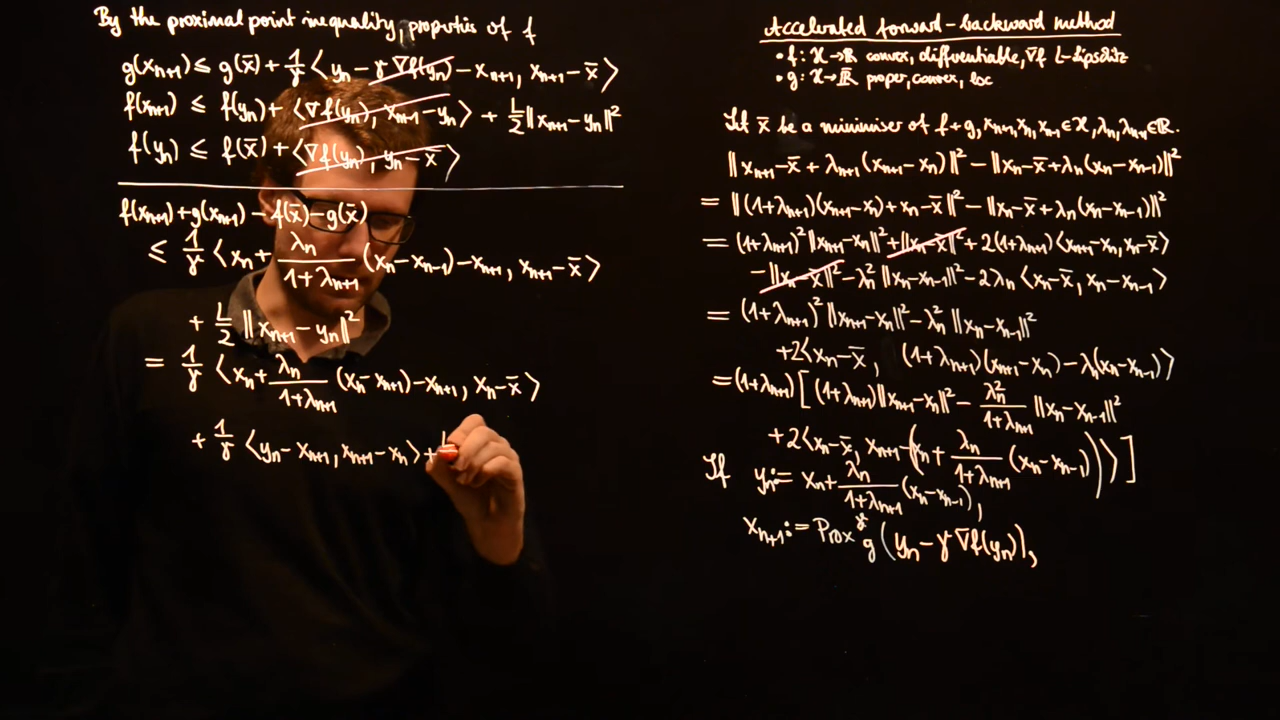 By the proximal point inequality, properties of f
g(xₙ₊₁) ≤ g(x̄) + 1/γ ⟨yₙ − γ∇f(yₙ) − xₙ₊₁, xₙ₊₁ − x̄⟩
f(xₙ₊₁) ≤ f(yₙ) + ⟨∇f(yₙ), xₙ₊₁ − yₙ⟩ + L/2 ‖xₙ₊₁ − yₙ‖²
f(yₙ) ≤ f(x̄) + ⟨∇f(yₙ), yₙ − x̄⟩
f(xₙ₊₁) + g(xₙ₊₁) − f(x̄) − g(x̄)
≤ 1/γ ⟨xₙ + λₙ/(1+λₙ₊₁) (xₙ − xₙ₋₁) − xₙ₊₁, xₙ₊₁ − x̄⟩
+ L/2 ‖xₙ₊₁ − yₙ‖²
= 1/γ ⟨xₙ + λₙ/(1+λₙ₊₁) (xₙ − xₙ₊₁) − xₙ₊₁, xₙ − x̄⟩
+ 1/γ ⟨yₙ − xₙ₊₁, xₙ₊₁ − xₙ⟩ +
Accelerated forward-backward method
• f: X → ℝ convex, differentiable, ∇f L-Lipschitz
• g: X → ℝ̅ proper, convex, lsc
Let x̄ be a minimiser of f+g, xₙ₊₁, xₙ, xₙ₋₁ ∈ X, λₙ, λₙ₊₁ ∈ ℝ.
‖xₙ₊₁ − x̄ + λₙ₊₁(xₙ₊₁ − xₙ)‖² − ‖xₙ − x̄ + λₙ(xₙ − xₙ₋₁)‖²
= ‖(1+λₙ₊₁)(xₙ₊₁ − xₙ) + xₙ − x̄‖² − ‖xₙ − x̄ + λₙ(xₙ − xₙ₋₁)‖²
= (1+λₙ₊₁)² ‖xₙ₊₁ − xₙ‖² + ‖xₙ − x̄‖² + 2(1+λₙ₊₁)⟨xₙ₊₁ − xₙ, xₙ − x̄⟩
− ‖xₙ − x̄‖² − λₙ² ‖xₙ − xₙ₋₁‖² − 2λₙ ⟨xₙ − x̄, xₙ − xₙ₋₁⟩
= (1+λₙ₊₁)² ‖xₙ₊₁ − xₙ‖² − λₙ² ‖xₙ − xₙ₋₁‖²
+ 2⟨xₙ − x̄, (1+λₙ₊₁)(xₙ₊₁ − xₙ) − λₙ(xₙ − xₙ₋₁)⟩
= (1+λₙ₊₁) [(1+λₙ₊₁)‖xₙ₊₁ − xₙ‖² − λₙ²/(1+λₙ₊₁) ‖xₙ − xₙ₋₁‖²
+ 2⟨xₙ − x̄, xₙ₊₁ − (xₙ + λₙ/(1+λₙ₊₁) (xₙ − xₙ₋₁))⟩]
If yₙ := xₙ + λₙ/(1+λₙ₊₁) (xₙ − xₙ₋₁),
xₙ₊₁ := Prox^γ_g (yₙ − γ∇f(yₙ)),